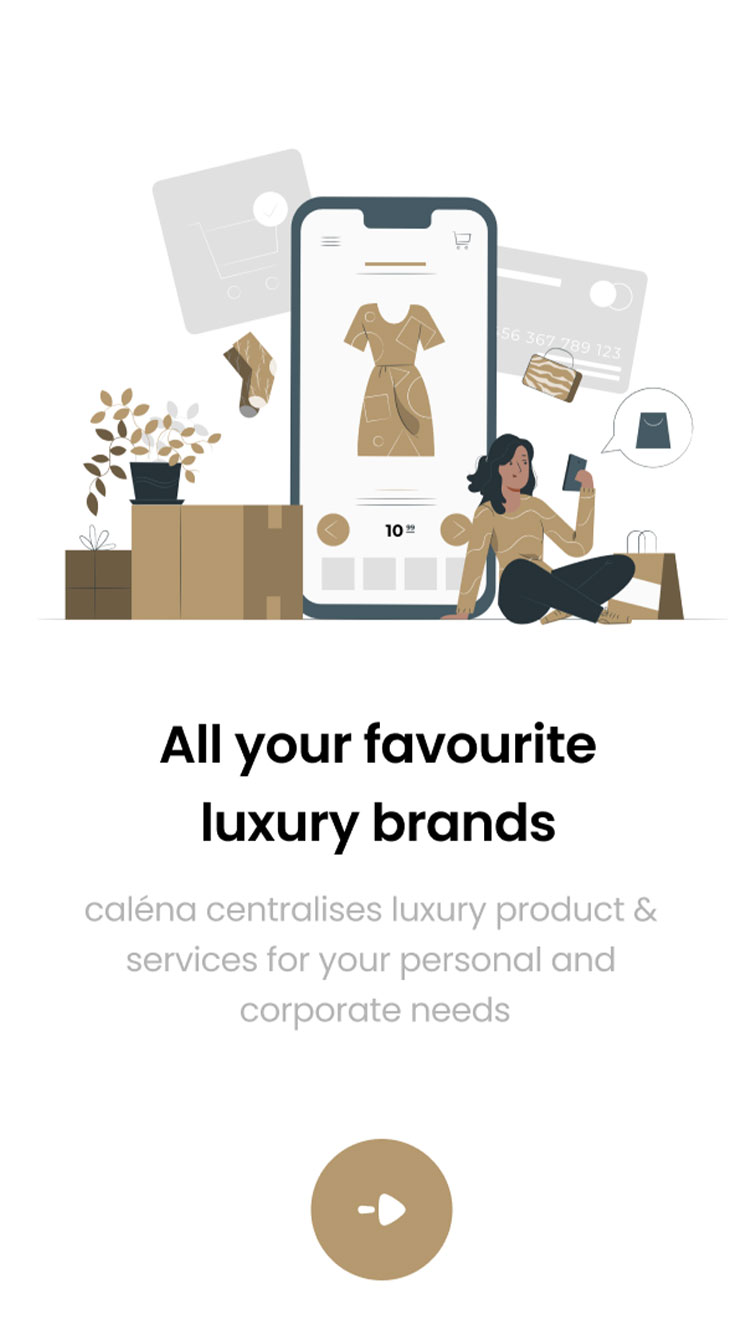 456 367 789 123
10 99
All your favourite
luxury brands
caléna centralises luxury product &
services for your personal and
corporate needs